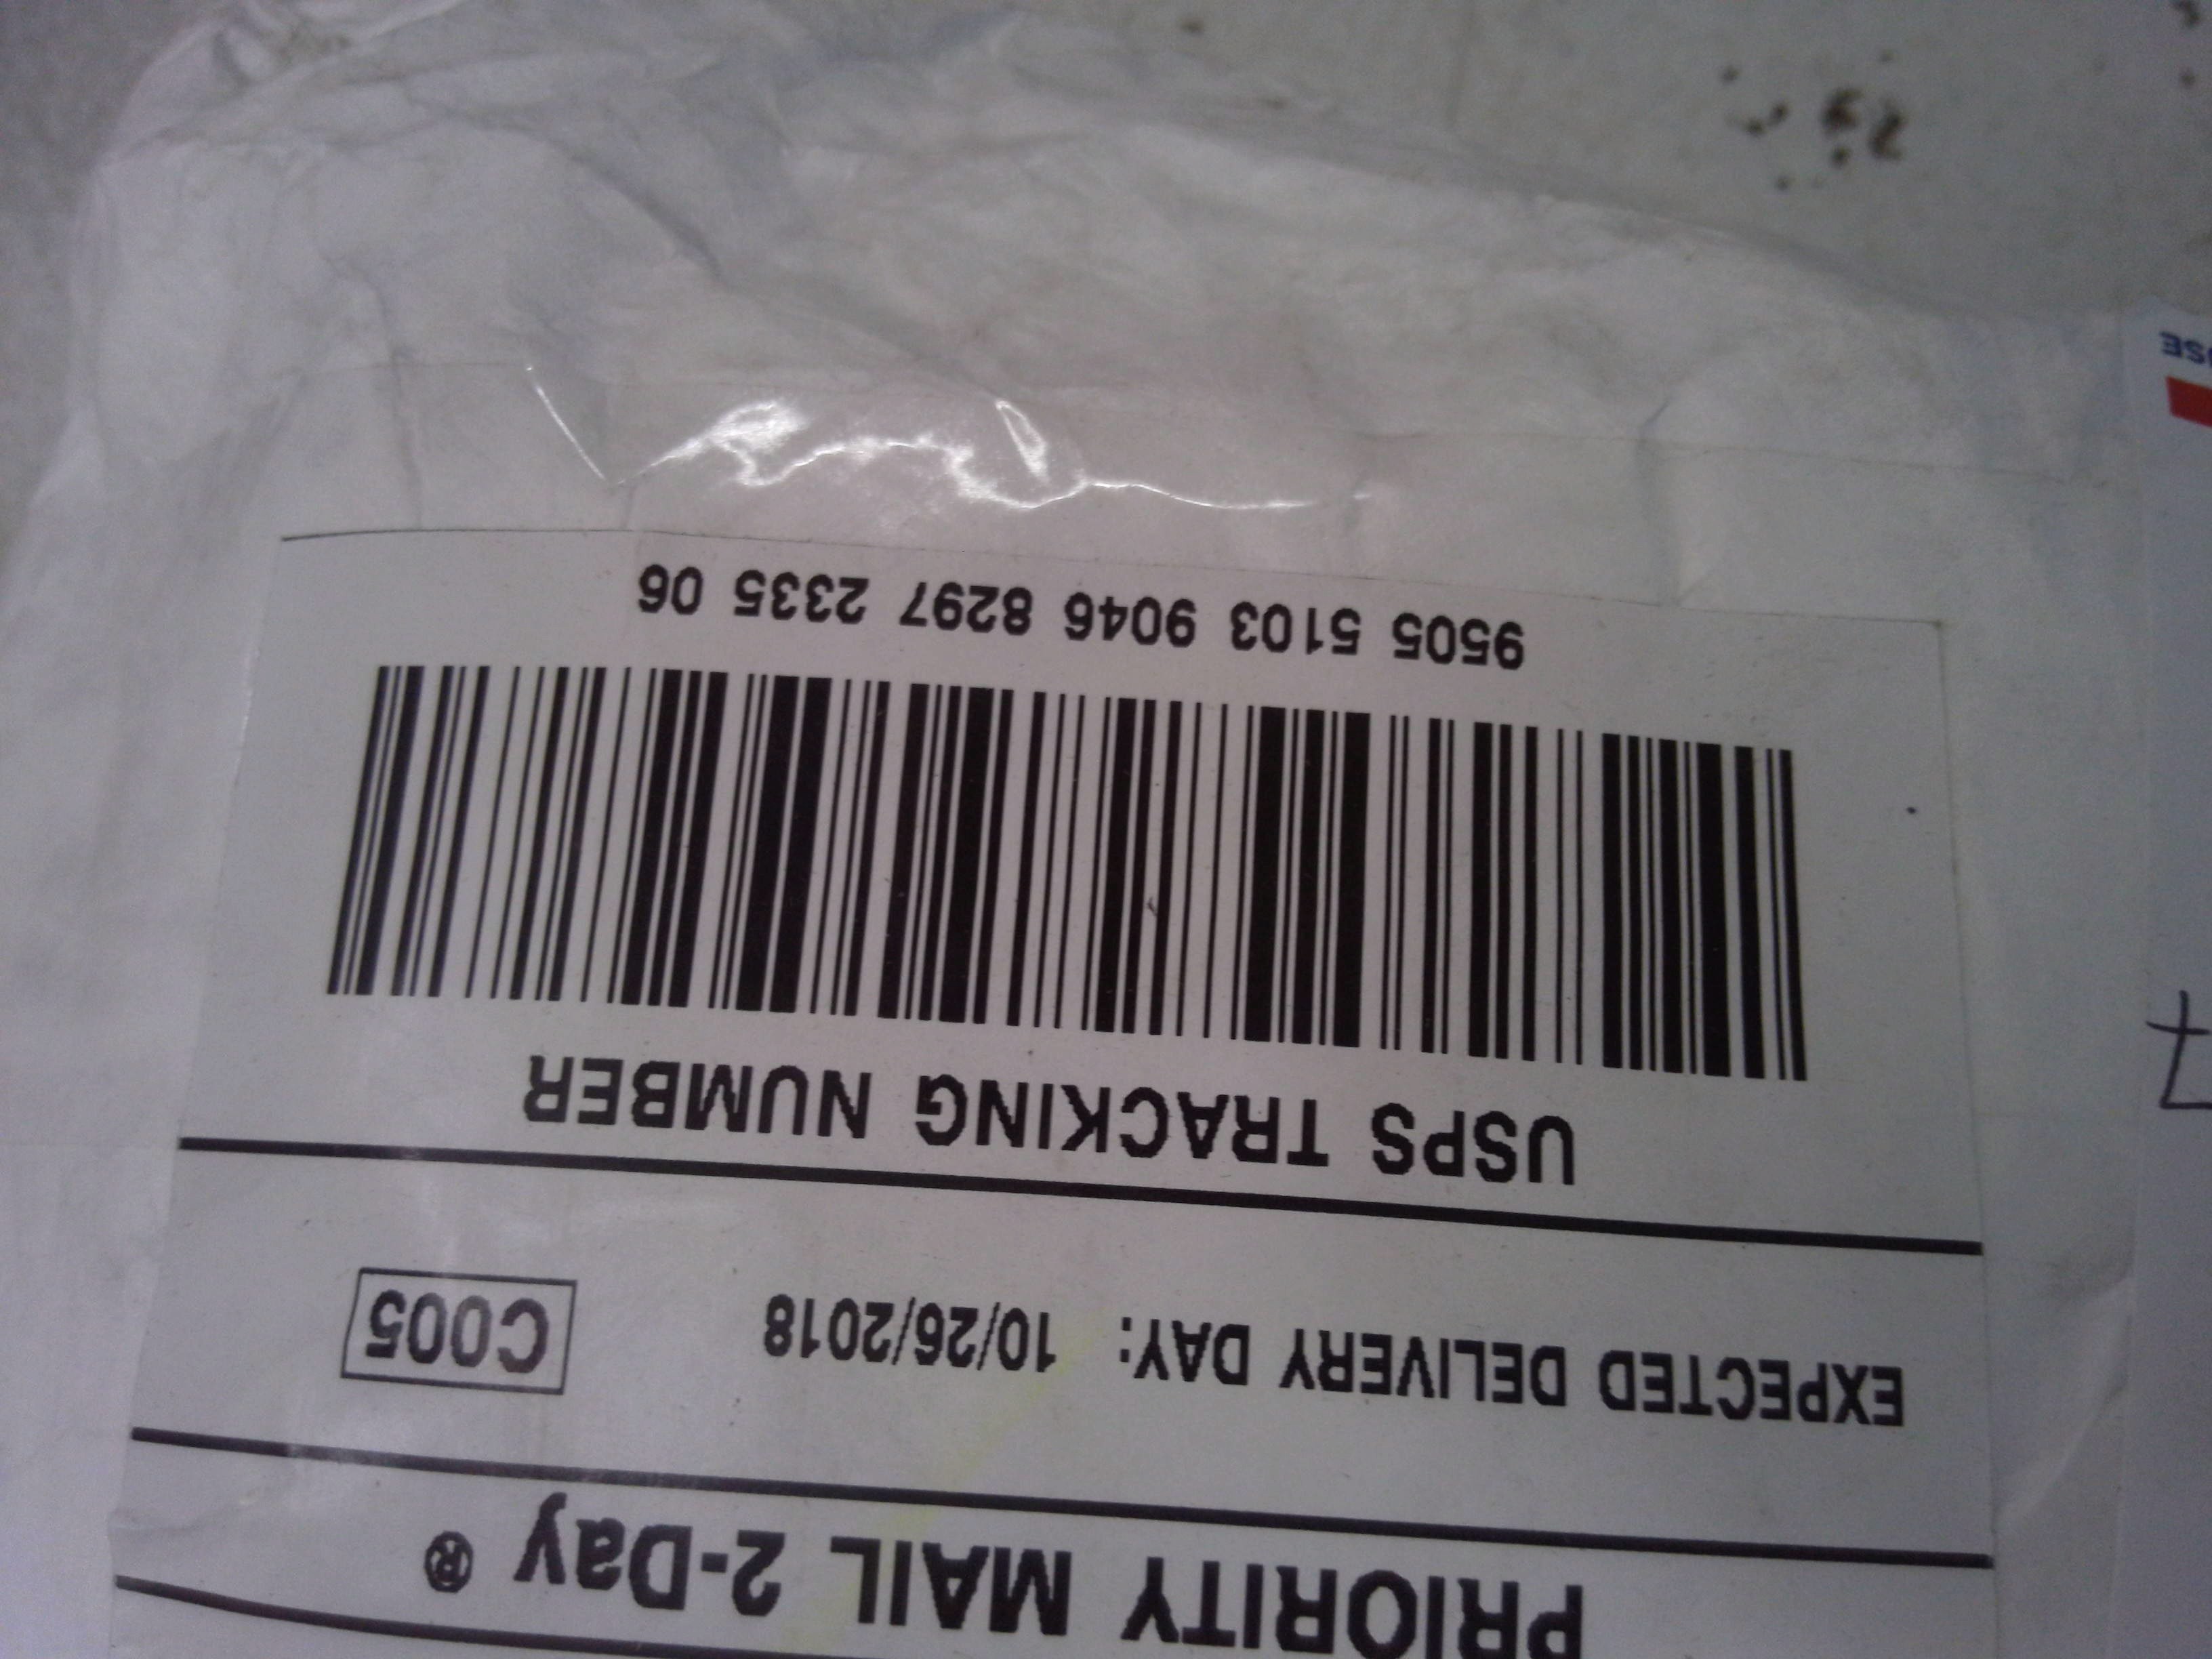 PRIORITY MAIL 2-Day ®
EXPECTED DELIVERY DAY: 10/26/2018
C005
USPS TRACKING NUMBER
9505 5103 9046 8297 2335 06